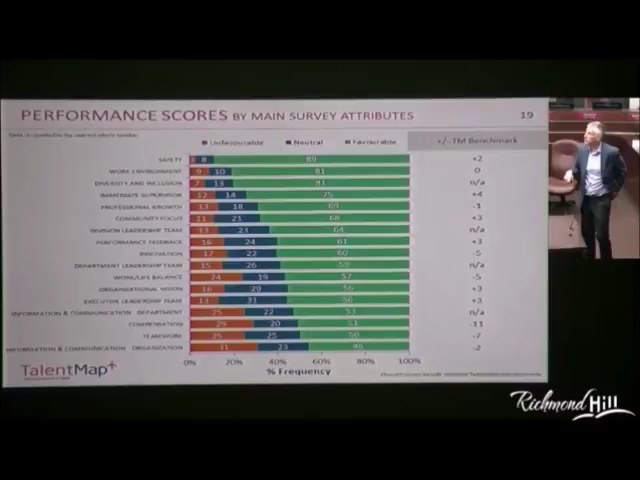 PERFORMANCE SCORES BY MAIN SURVEY ATTRIBUTES 19
Unfavourable Neutral Favourable +/- TM Benchmark
SAFETY 8 89 +2
WORK ENVIRONMENT 9 10 81 0
DIVERSITY AND INCLUSION 7 13 81 n/a
IMMEDIATE SUPERVISOR 12 14 75 +4
PROFESSIONAL GROWTH 13 18 69 -1
COMMUNITY FOCUS 11 21 68 +3
DIVISION LEADERSHIP TEAM 13 23 64 n/a
PERFORMANCE FEEDBACK 16 24 61 +3
INNOVATION 17 22 60 -5
DEPARTMENT LEADERSHIP TEAM 15 26 59 n/a
WORK/LIFE BALANCE 24 19 57 -5
ORGANIZATIONAL VISION 16 29 56 +3
EXECUTIVE LEADERSHIP TEAM 13 31 56 +3
INFORMATION & COMMUNICATION DEPARTMENT 25 22 53 n/a
COMPENSATION 29 20 51 -11
TEAMWORK 25 25 50 -7
INFORMATION & COMMUNICATION ORGANIZATION 31 23 46 -2
0% 20% 40% 60% 80% 100%
% Frequency
TalentMap+
Richmond Hill